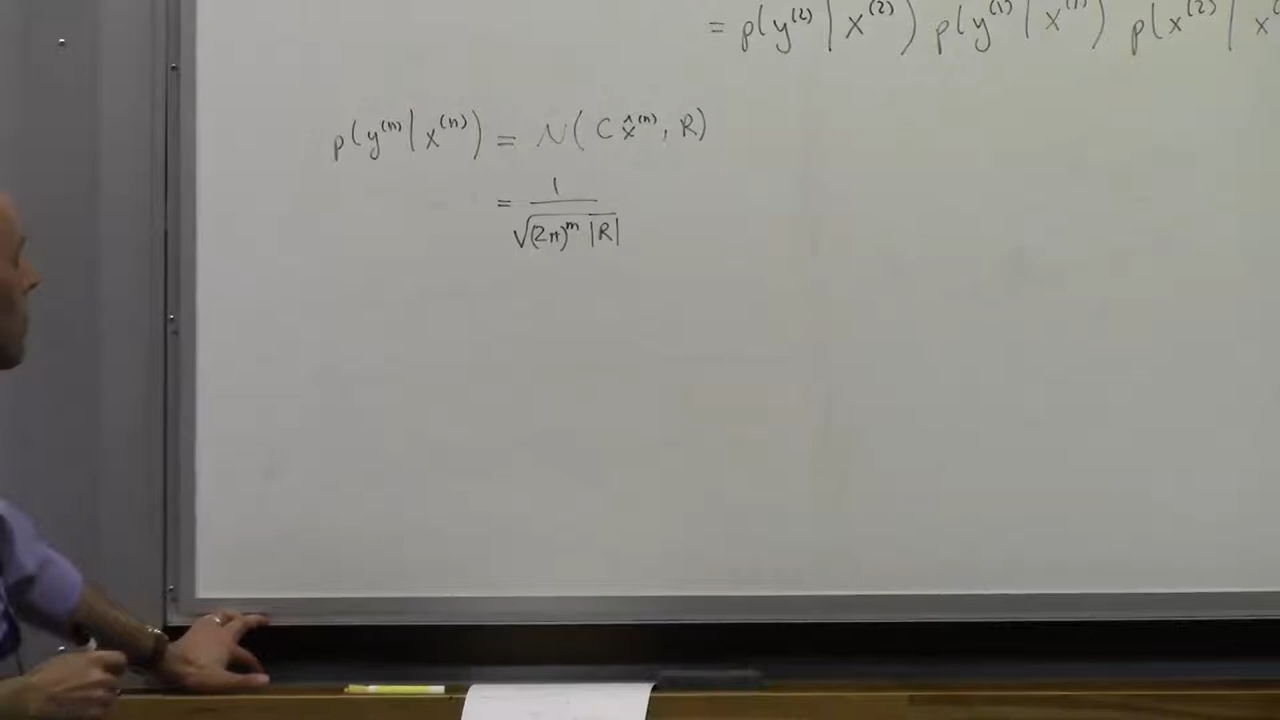 = p(y⁽²⁾ | x⁽²⁾) p(y⁽¹⁾ | x⁽¹⁾) p(x⁽²⁾ | x
p(y⁽ⁿ⁾ | x⁽ⁿ⁾) = N(C x̂⁽ⁿ⁾, R)
= 1 / √((2π)ᵐ |R|)